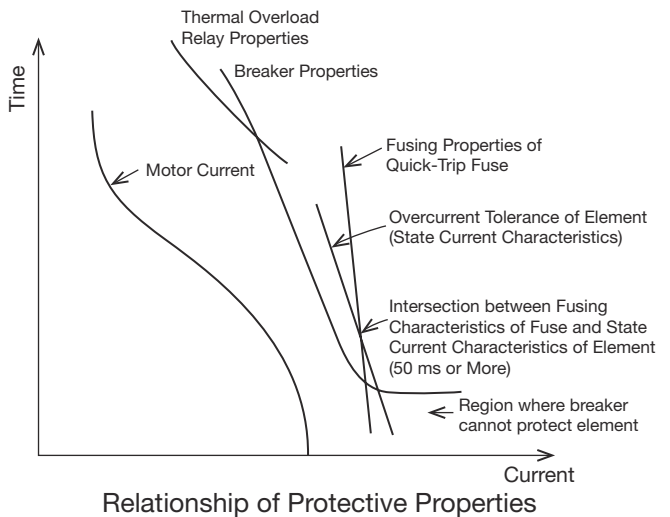 Thermal Overload
Relay Properties
Breaker Properties
Time
Motor Current
Fusing Properties of
Quick-Trip Fuse
Overcurrent Tolerance of Element
(State Current Characteristics)
Intersection between Fusing
Characteristics of Fuse and State
Current Characteristics of Element
(50 ms or More)
Region where breaker
cannot protect element
Current
Relationship of Protective Properties